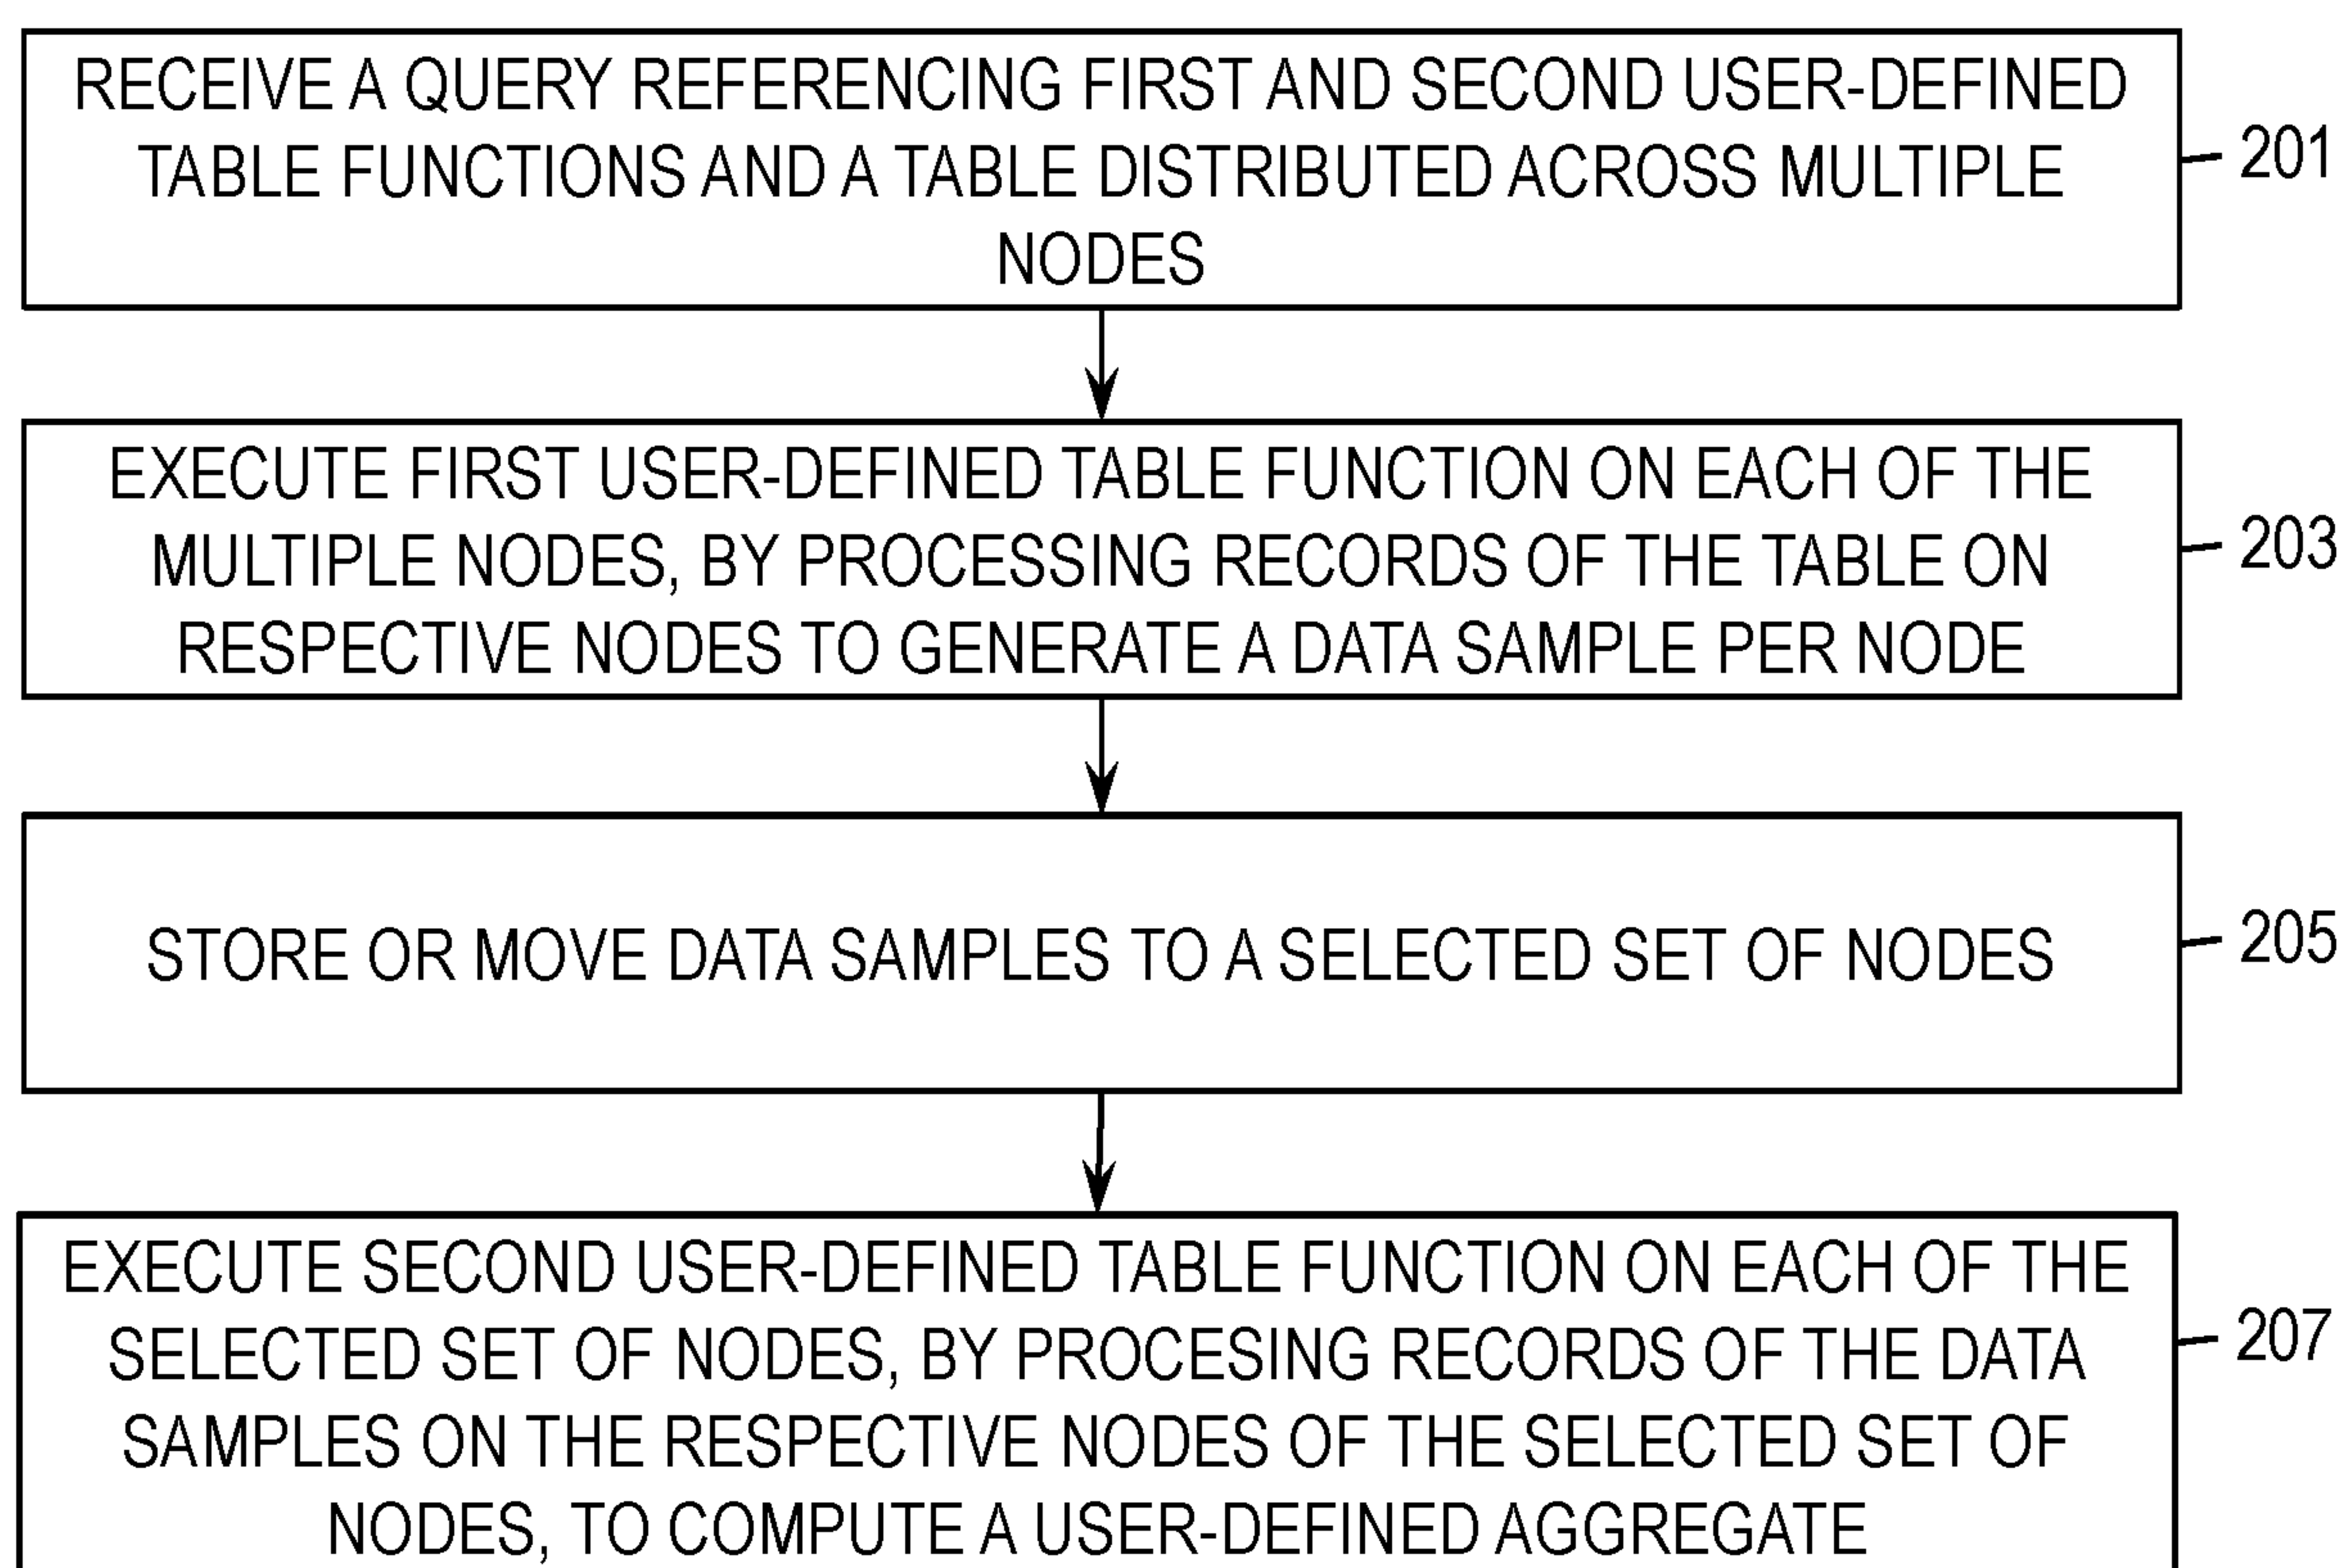 RECEIVE A QUERY REFERENCING FIRST AND SECOND USER-DEFINED
TABLE FUNCTIONS AND A TABLE DISTRIBUTED ACROSS MULTIPLE
NODES
201
EXECUTE FIRST USER-DEFINED TABLE FUNCTION ON EACH OF THE
MULTIPLE NODES, BY PROCESSING RECORDS OF THE TABLE ON
RESPECTIVE NODES TO GENERATE A DATA SAMPLE PER NODE
203
STORE OR MOVE DATA SAMPLES TO A SELECTED SET OF NODES
205
EXECUTE SECOND USER-DEFINED TABLE FUNCTION ON EACH OF THE
SELECTED SET OF NODES, BY PROCESING RECORDS OF THE DATA
SAMPLES ON THE RESPECTIVE NODES OF THE SELECTED SET OF
NODES, TO COMPUTE A USER-DEFINED AGGREGATE
207